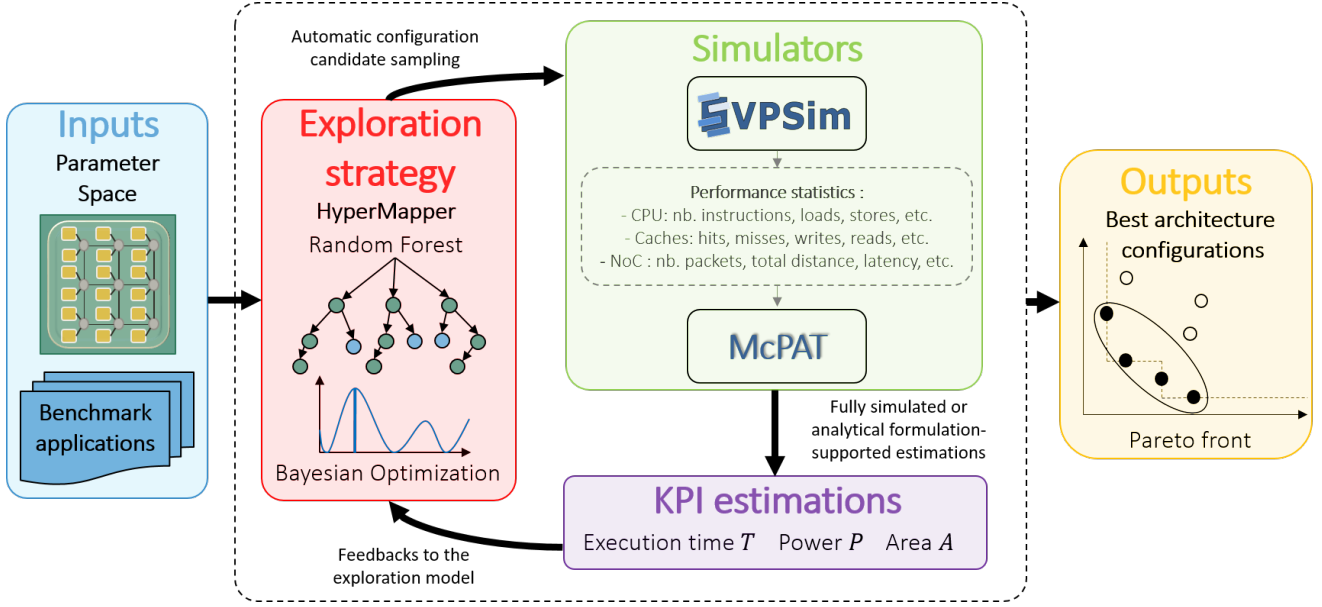 Inputs
Parameter
Space
Benchmark
applications
Exploration
strategy
HyperMapper
Random Forest
Bayesian Optimization
Automatic configuration
candidate sampling
Simulators
VPSim
Performance statistics :
- CPU: nb. instructions, loads, stores, etc.
- Caches: hits, misses, writes, reads, etc.
- NoC : nb. packets, total distance, latency, etc.
McPAT
Fully simulated or
analytical formulation-
supported estimations
KPI estimations
Execution time T Power P Area A
Feedbacks to the
exploration model
Outputs
Best architecture
configurations
Pareto front